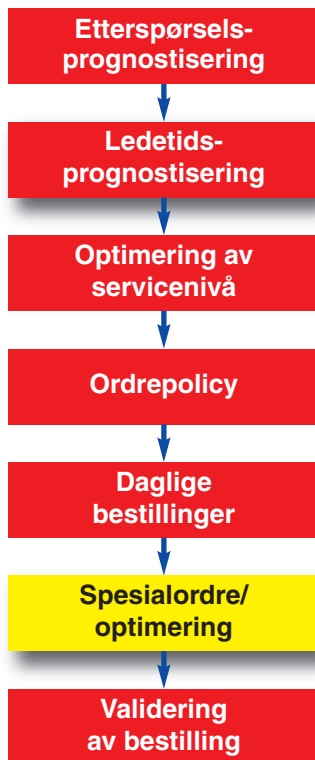 Etterspørsels-
prognostisering
Ledetids-
prognostisering
Optimering av
servicenivå
Ordrepolicy
Daglige
bestillinger
Spesialordre/
optimering
Validering
av bestilling